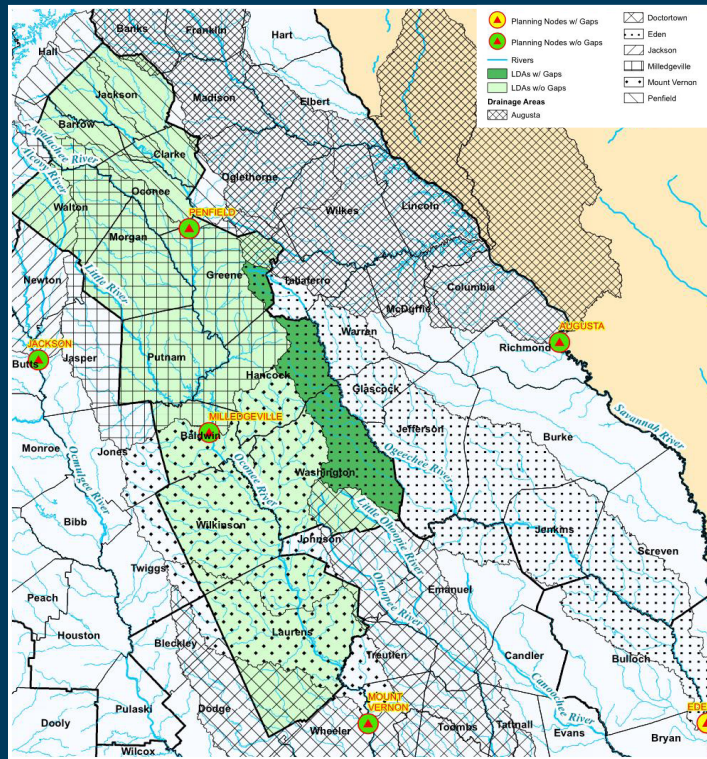 Planning Nodes w/ Gaps
Planning Nodes w/o Gaps
Rivers
LDAs w/ Gaps
LDAs w/o Gaps
Drainage Areas
Augusta
Doctortown
Eden
Jackson
Milledgeville
Mount Vernon
Penfield
Banks
Franklin
Hart
Hall
Jackson
Madison
Elbert
Barrow
Apalachee River
Clarke
Alcovy River
Oglethorpe
Oconee
Lincoln
Walton
Wilkes
PENFIELD
Morgan
Little River
Greene
Taliaferro
Newton
Columbia
McDuffie
Warren
AUGUSTA
JACKSON
Richmond
Butts
Jasper
Putnam
Hancock
Glascock
Savannah River
MILLEDGEVILLE
Jefferson
Baldwin
Burke
Monroe
Jones
Ogeechee River
Ocmulgee River
Oconee River
Washington
Little Ohoopee River
Bibb
Wilkinson
Jenkins
Johnson
Screven
Twiggs
Ohoopee River
Emanuel
Peach
Houston
Laurens
Bleckley
Treutlen
Candler
Bulloch
Canoochee River
Pulaski
Dodge
MOUNT
VERNON
EDE
Dooly
Wheeler
Toombs
Tattnall
Evans
Bryan
Wilcox